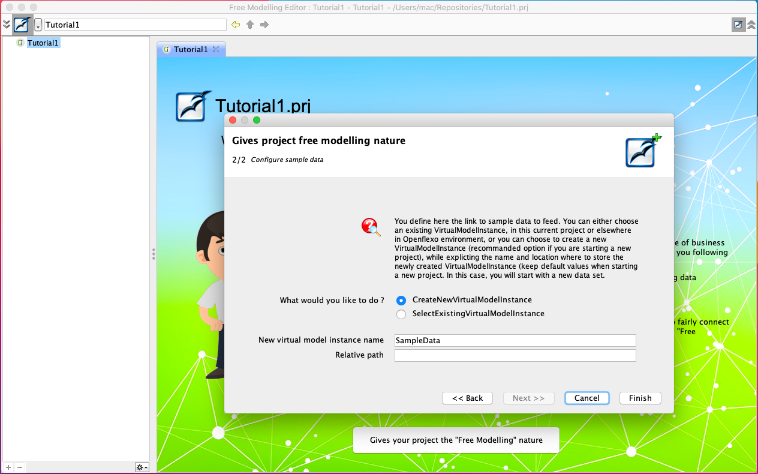 Free Modelling Editor : Tutorial1 - Tutorial1 - /Users/mac/Repositories/Tutorial1.prj
Tutorial1
Tutorial1
Tutorial1
Tutorial1.prj
Gives project free modelling nature
2/2 Configure sample data
You define here the link to sample data to feed. You can either choose
an existing VirtualModelInstance, in this current project or elsewhere
in Openflexo environment, or you can choose to create a new
VirtualModelInstance (recommanded option if you are starting a new
project), while explicting the name and location where to store the
newly created VirtualModelInstance (keep default values when starting
a new project. In this case, you will start with a new data set.
e of business
you following
g data
fairly connect
"Free
What would you like to do ?
CreateNewVirtualModelInstance
SelectExistingVirtualModelInstance
New virtual model instance name
SampleData
Relative path
<< Back
Next >>
Cancel
Finish
Gives your project the "Free Modelling" nature